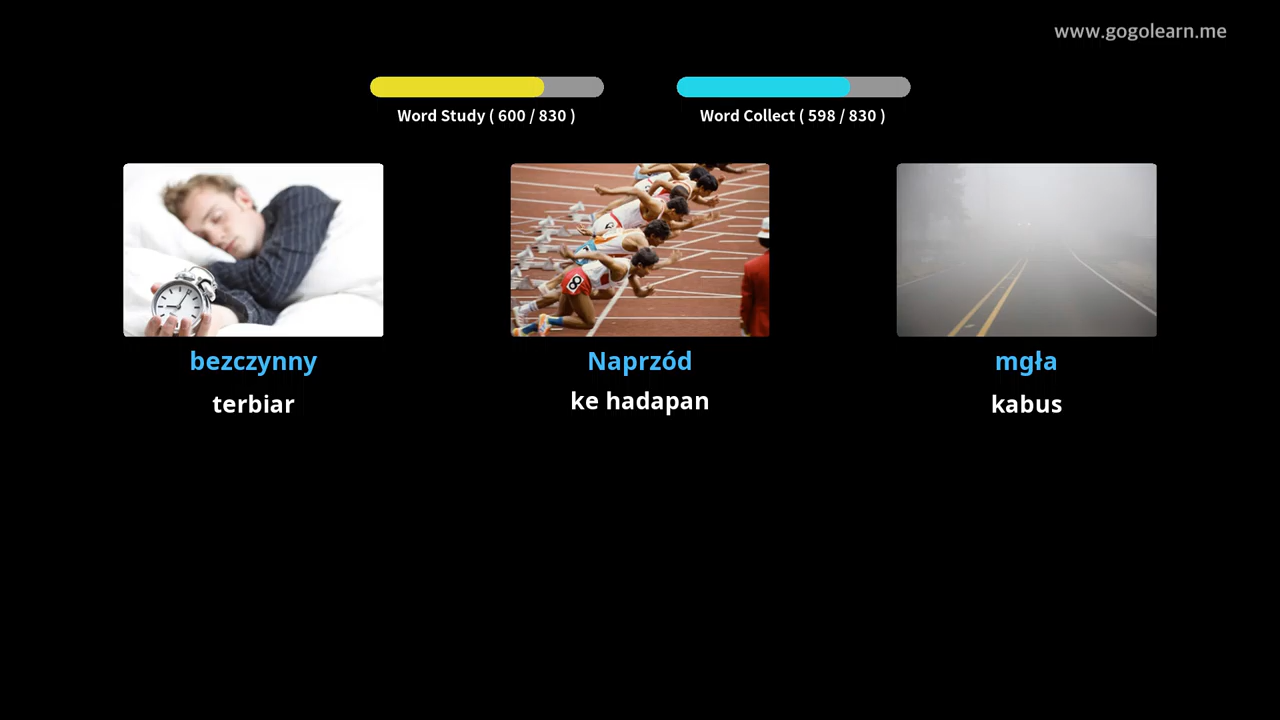 www.gogolearn.me
Word Study ( 600 / 830 )
Word Collect ( 598 / 830 )
bezczynny
terbiar
Naprzód
ke hadapan
mgła
kabus